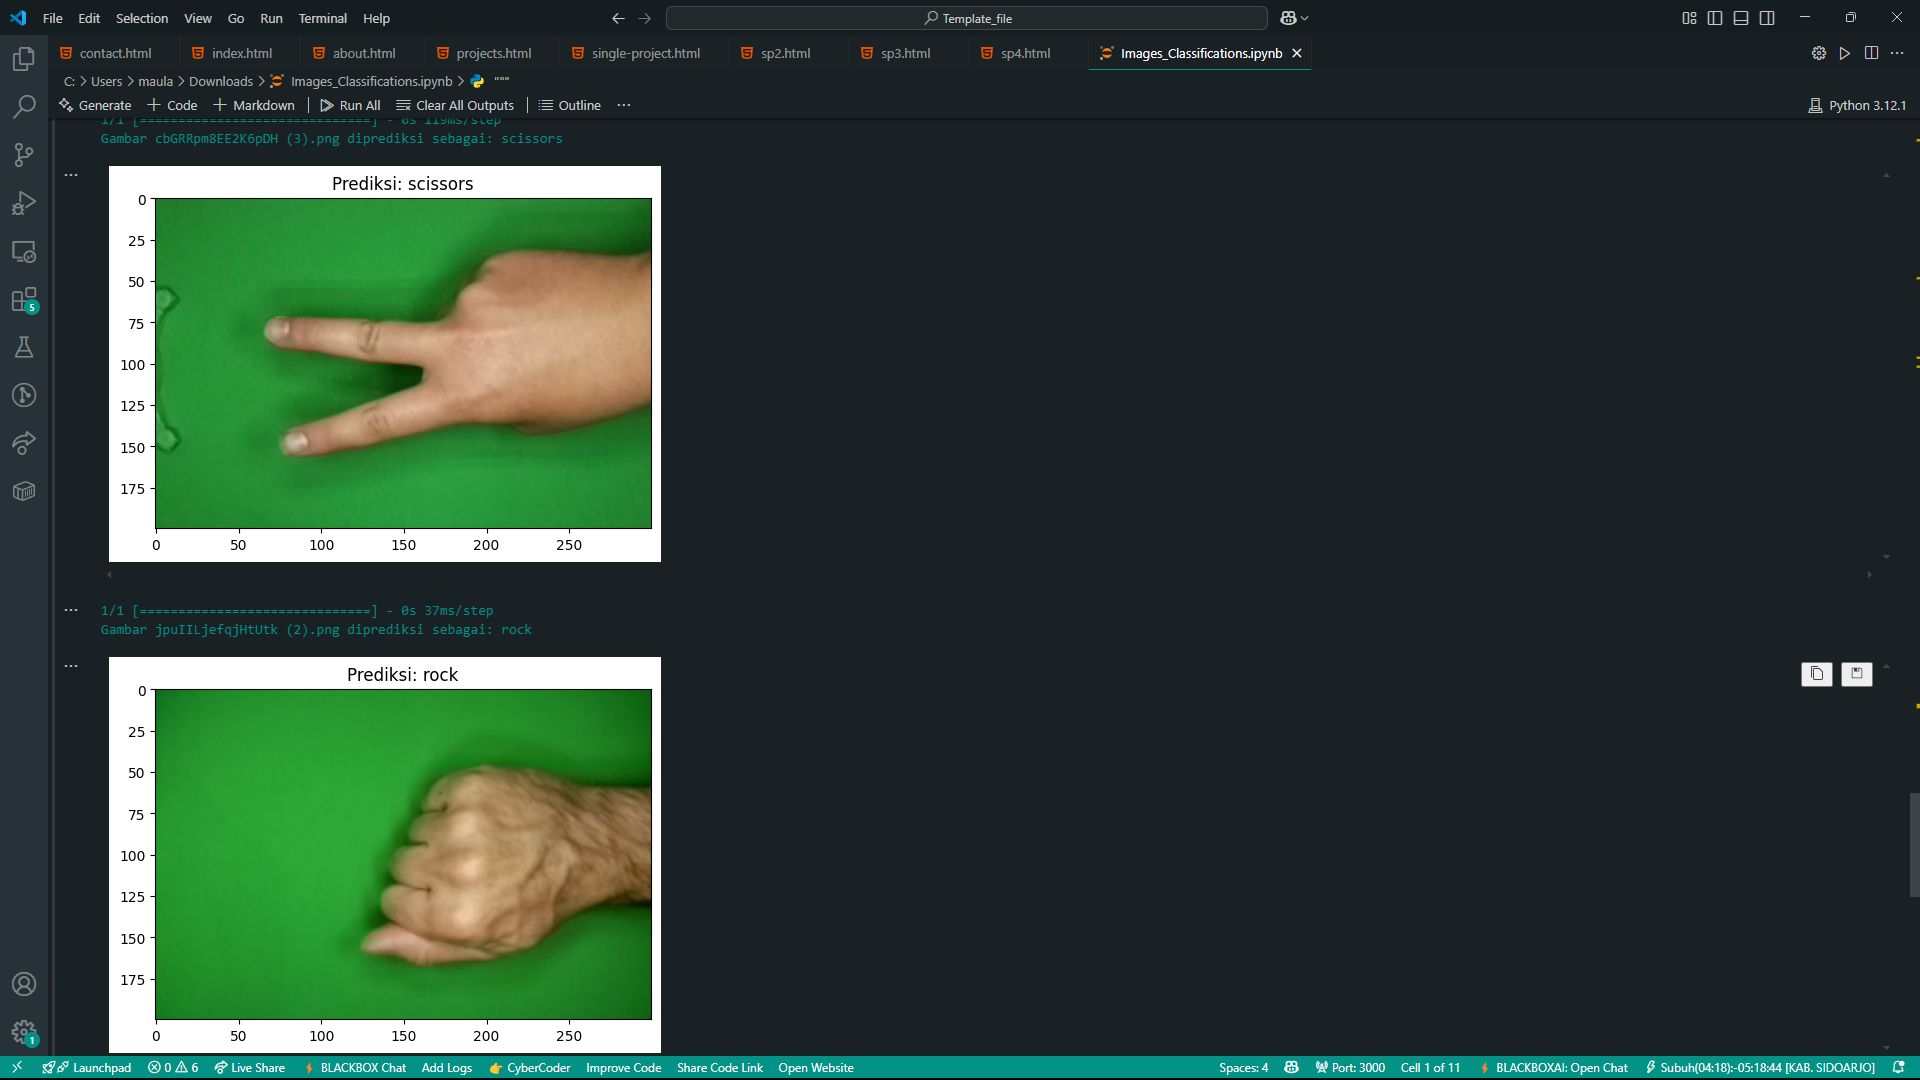 File Edit Selection View Go Run Terminal Help
Template_file
contact.html index.html about.html projects.html single-project.html sp2.html sp3.html sp4.html Images_Classifications.ipynb
C: > Users > maula > Downloads > Images_Classifications.ipynb > """
Generate + Code + Markdown Run All Clear All Outputs Outline ... Python 3.12.1
1/1 [==============================] - 0s 119ms/step
Gambar cbGRRpm8EE2K6pDH (3).png diprediksi sebagai: scissors
Prediksi: scissors
0
25
50
75
100
125
150
175
0 50 100 150 200 250
1/1 [==============================] - 0s 37ms/step
Gambar jpuIILjefqjHtUtk (2).png diprediksi sebagai: rock
Prediksi: rock
0
25
50
75
100
125
150
175
0 50 100 150 200 250
5
1
Launchpad 0 6 Live Share BLACKBOX Chat Add Logs CyberCoder Improve Code Share Code Link Open Website Spaces: 4 Port: 3000 Cell 1 of 11 BLACKBOXAI: Open Chat Subuh(04:18):-05:18:44 [KAB. SIDOARJO]